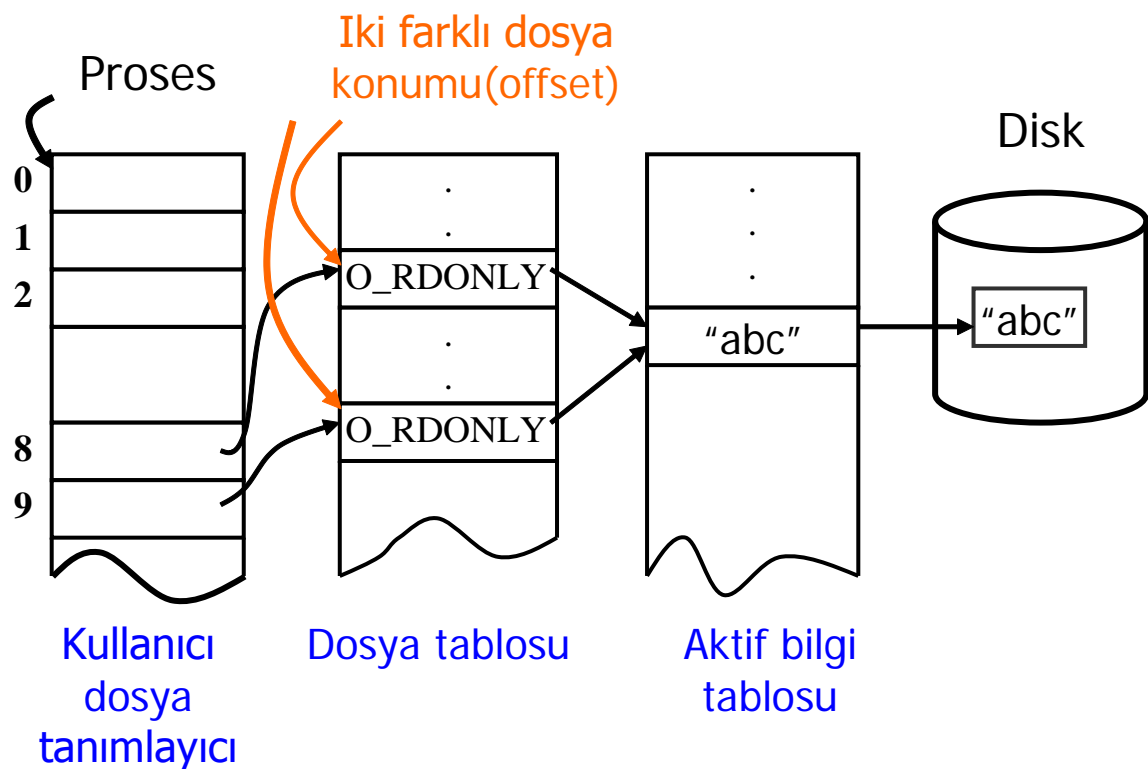 Iki farklı dosya
konumu(offset)
Proses
Disk
0
1
2
8
9
.
.
O_RDONLY
.
.
O_RDONLY
.
.
.
“abc”
“abc”
Kullanıcı
dosya
tanımlayıcı
Dosya tablosu
Aktif bilgi
tablosu